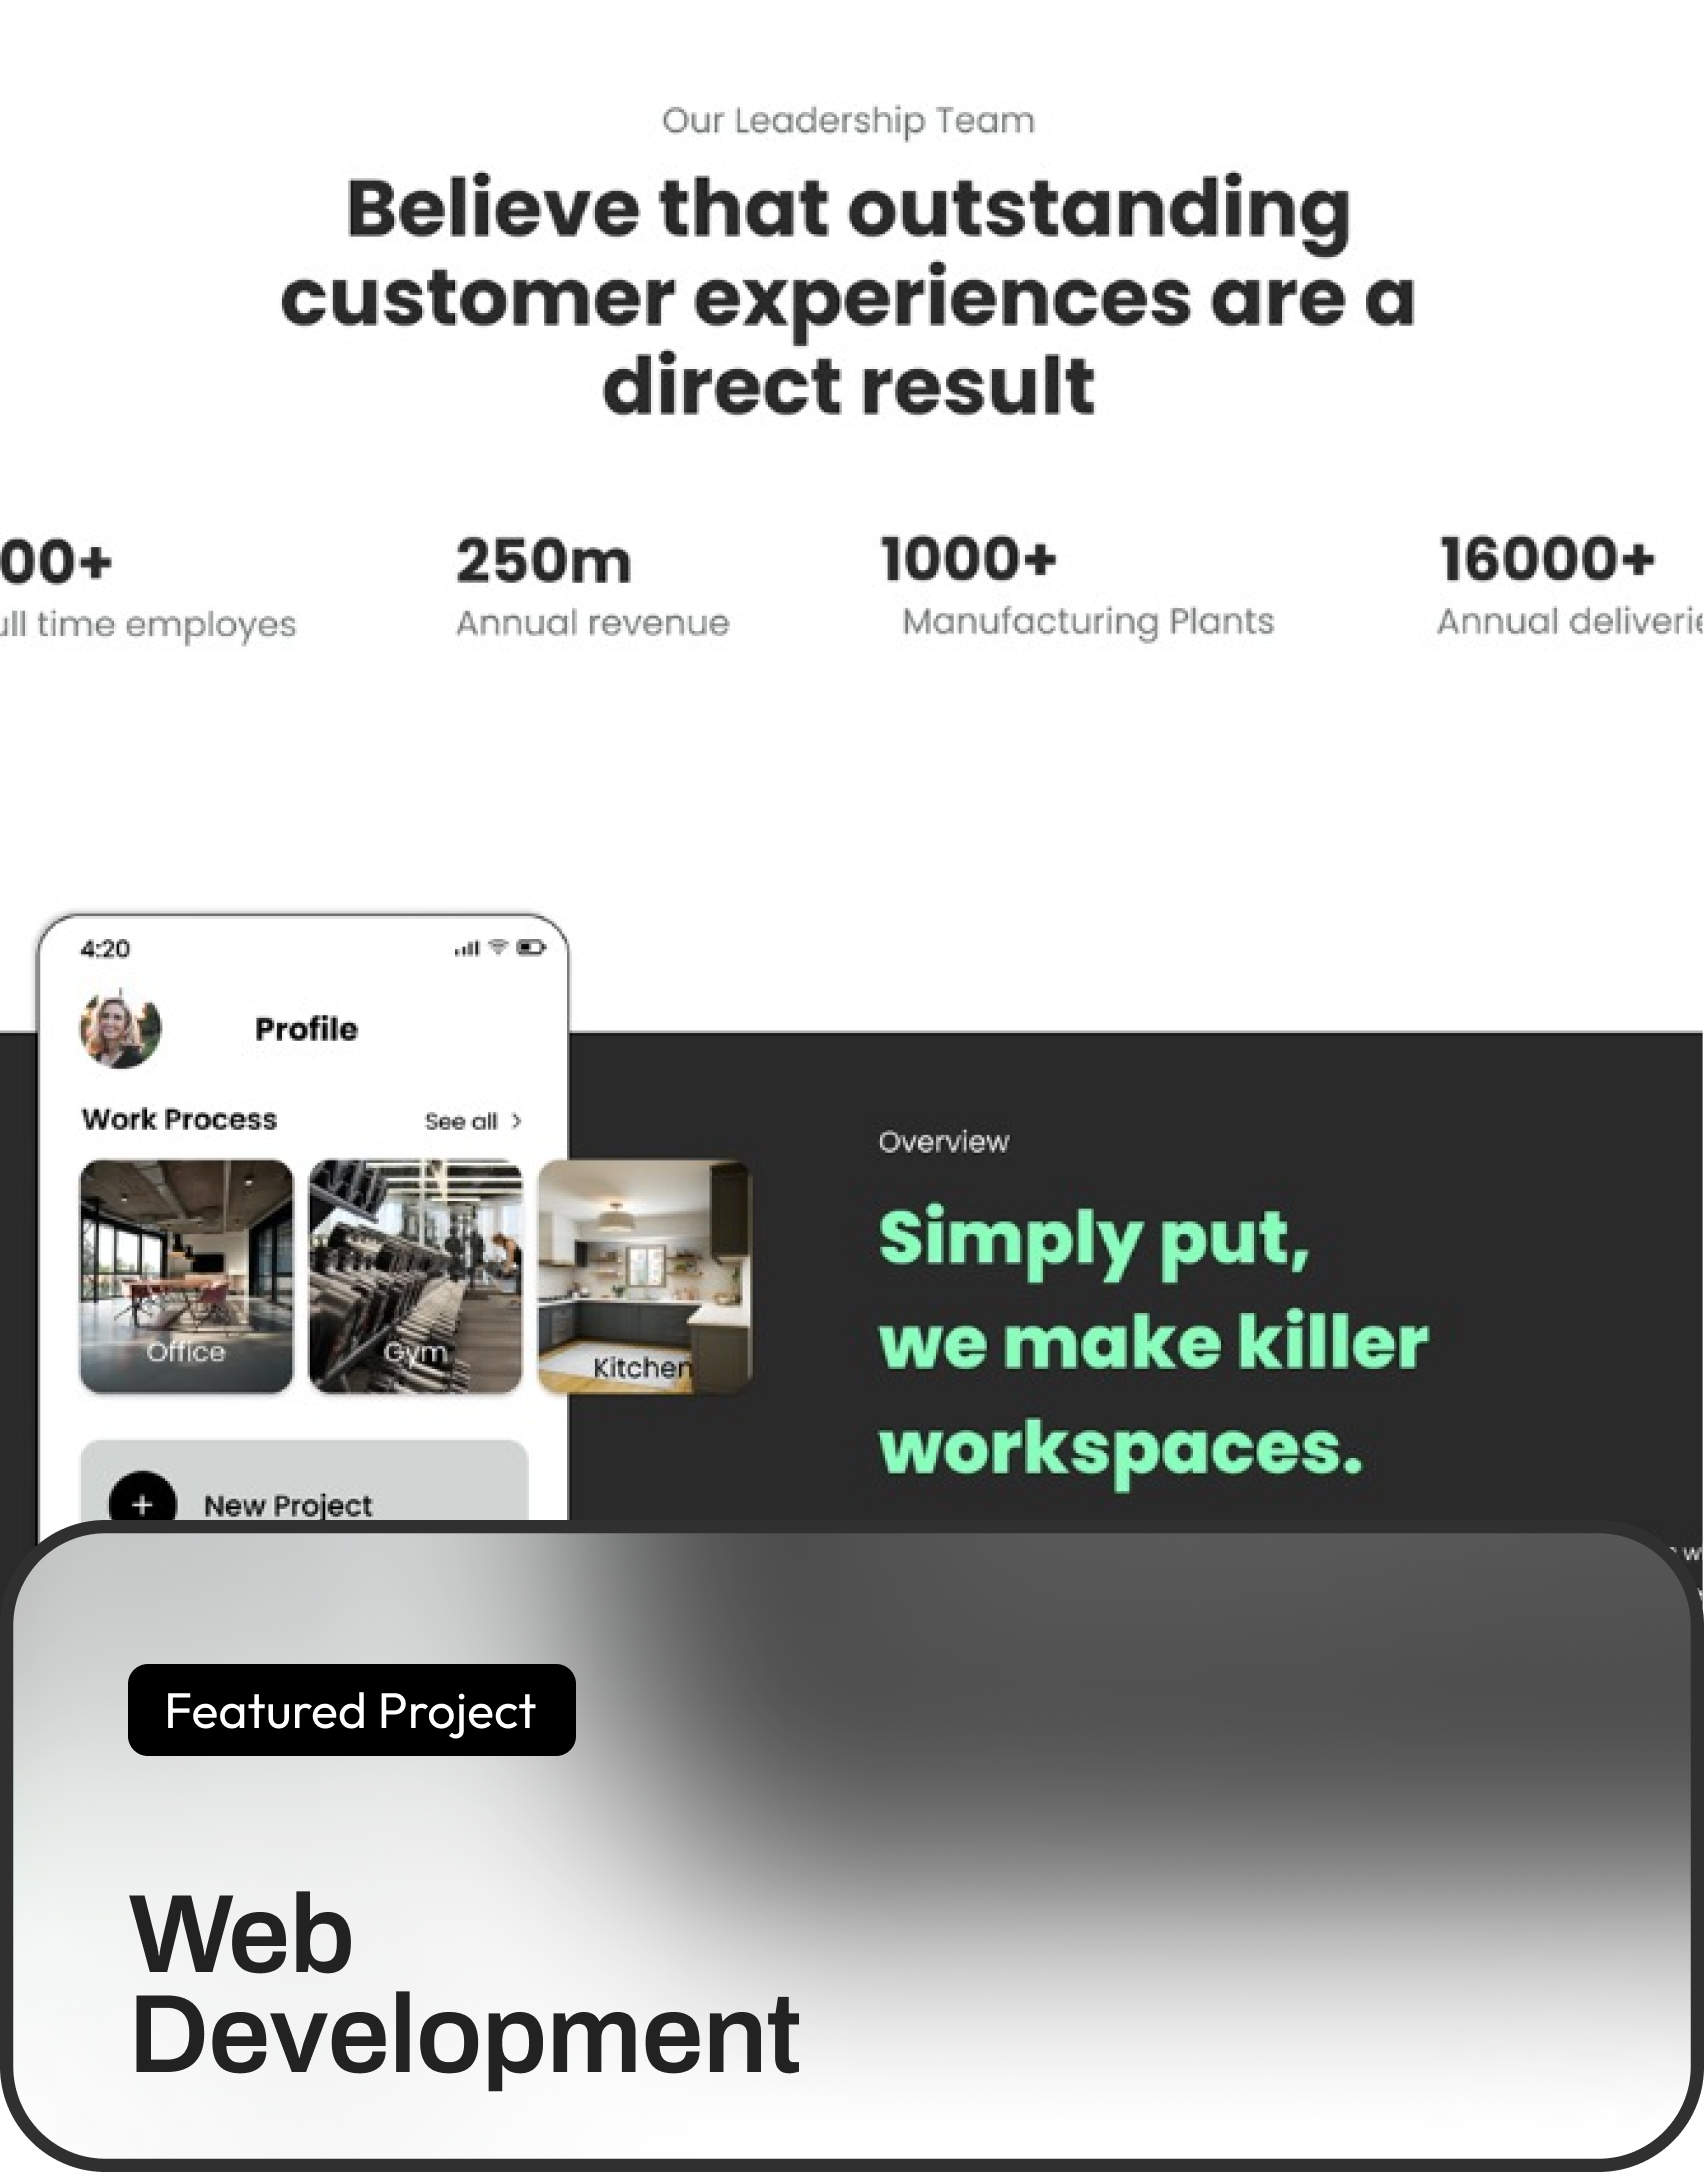 Our Leadership Team
Believe that outstanding
customer experiences are a
direct result
00+
250m
1000+
16000+
time employes
Annual revenue
Manufacturing Plants
Annual
4:20
Profile
Work Process
See all
Office
Gym
Kitchen
New Project
Overview
Simply put,
we make killer
workspaces.
Featured Project
Web
Development